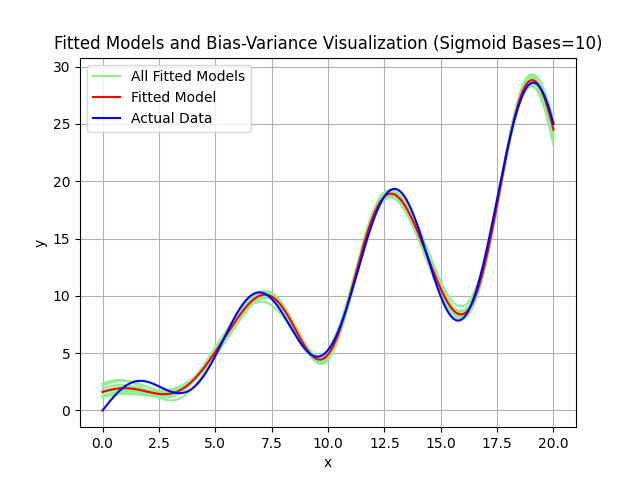 Fitted Models and Bias-Variance Visualization (Sigmoid Bases=10)
All Fitted Models
Fitted Model
Actual Data
30
25
20
15
10
5
0
y
0.0 2.5 5.0 7.5 10.0 12.5 15.0 17.5 20.0
x